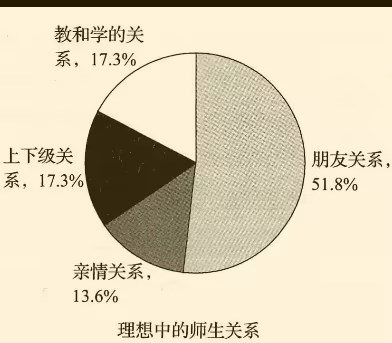 教和学的关
系，17.3%
上下级关
系，17.3%
朋友关系，
51.8%
亲情关系，
13.6%
理想中的师生关系